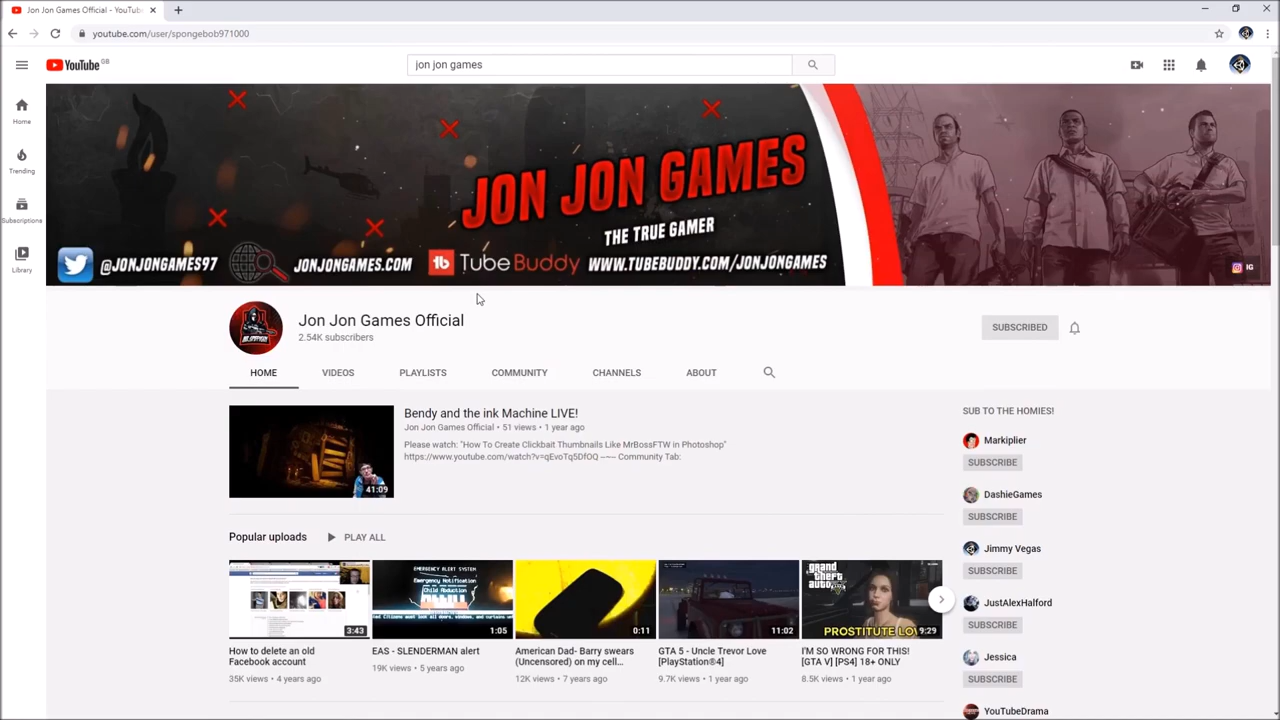 Jon Jon Games Official - YouTub
youtube.com/user/spongebob971000
YouTube GB
jon jon games
Home
Trending
Subscriptions
Library
JON JON GAMES
THE TRUE GAMER
@JONJONGAMES97
JONJONGAMES.COM
tb TubeBuddy
WWW.TUBEBUDDY.COM/JONJONGAMES
IG
Jon Jon Games Official
2.54K subscribers
SUBSCRIBED
HOME
VIDEOS
PLAYLISTS
COMMUNITY
CHANNELS
ABOUT
41:09
Bendy and the ink Machine LIVE!
Jon Jon Games Official • 51 views • 1 year ago
Please watch: "How To Create Clickbait Thumbnails Like MrBossFTW in Photoshop"
https://www.youtube.com/watch?v=qEvoTq5DfOQ ~-~- Community Tab:
Popular uploads
PLAY ALL
3:43
How to delete an old
Facebook account
35K views • 4 years ago
EMERGENCY ALERT SYSTEM
Emergency Notification
Child Abduction
1:05
EAS - SLENDERMAN alert
19K views • 5 years ago
0:11
American Dad- Barry swears
(Uncensored) on my cell...
12K views • 7 years ago
11:02
GTA 5 - Uncle Trevor Love
[PlayStation®4]
9.7K views • 1 year ago
grand
theft
auto
PROSTITUTE LO
9:29
I'M SO WRONG FOR THIS!
[GTA V] [PS4] 18+ ONLY
8.5K views • 1 year ago
SUB TO THE HOMIES!
Markiplier
SUBSCRIBE
DashieGames
SUBSCRIBE
Jimmy Vegas
SUBSCRIBE
JustAlexHalford
SUBSCRIBE
Jessica
SUBSCRIBE
YouTubeDrama